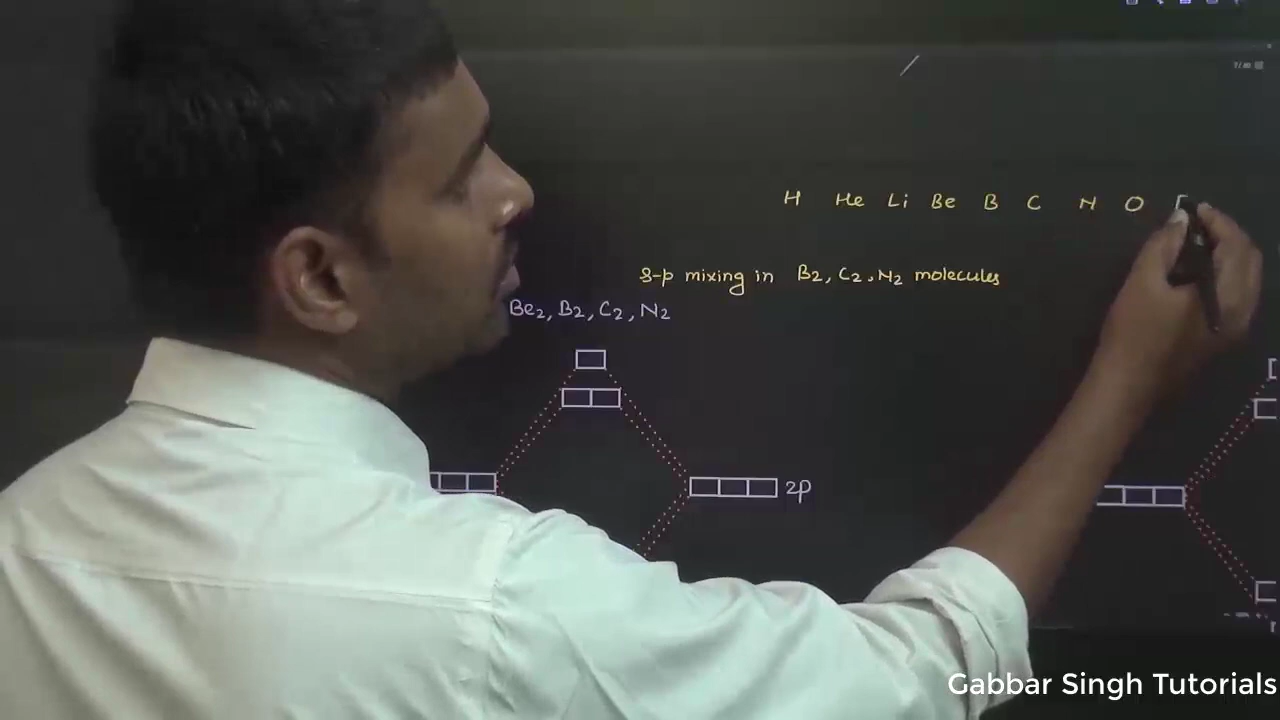 H He Li Be B C N O
s-p mixing in B2, C2, N2 molecules
Be2, B2, C2, N2
2p
Gabbar Singh Tutorials